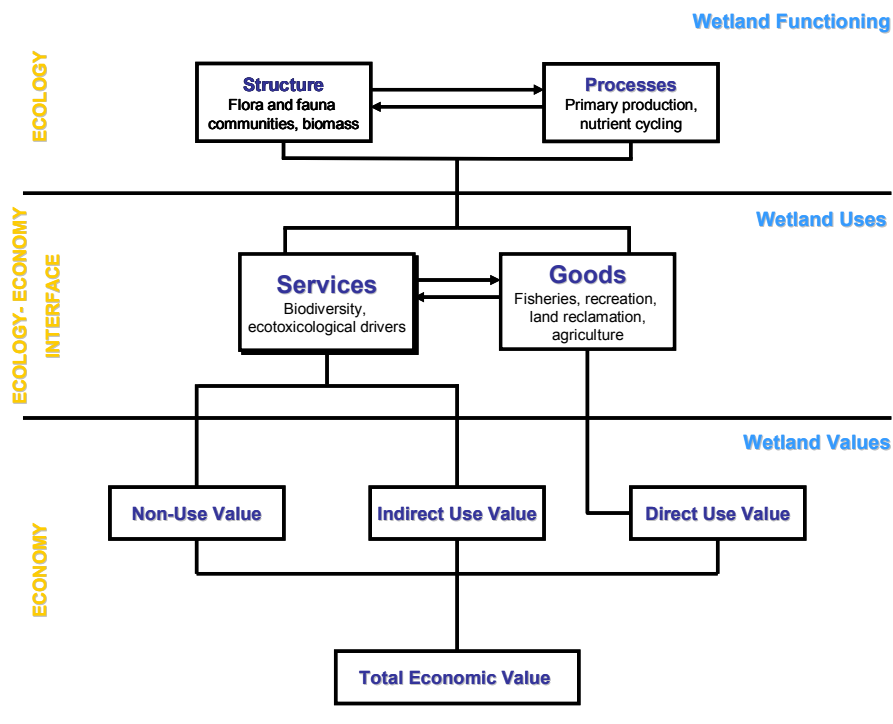 Wetland Functioning
ECOLOGY
Structure
Flora and fauna
communities, biomass
Processes
Primary production,
nutrient cycling
Wetland Uses
ECOLOGY- ECONOMY
INTERFACE
Services
Biodiversity,
ecotoxicological drivers
Goods
Fisheries, recreation,
land reclamation,
agriculture
Wetland Values
ECONOMY
Non-Use Value
Indirect Use Value
Direct Use Value
Total Economic Value